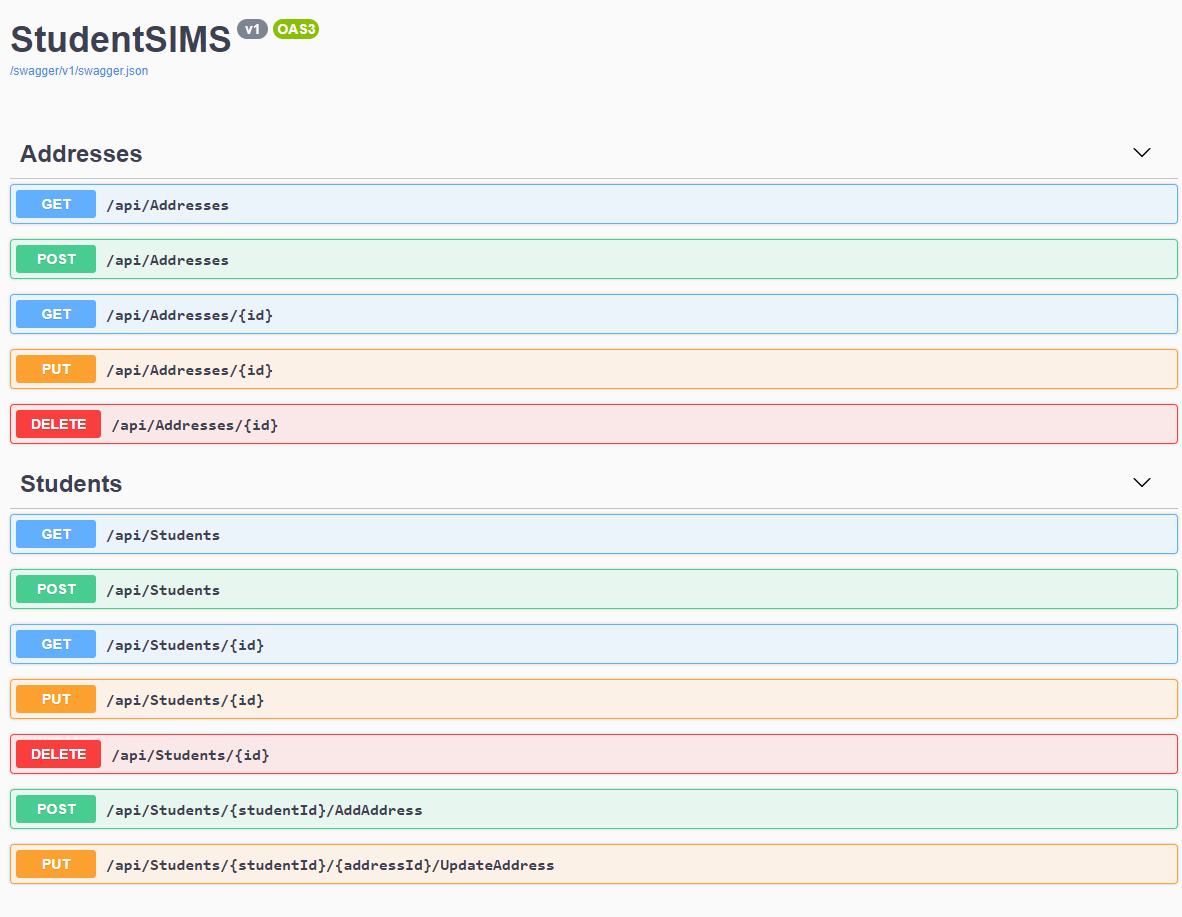 StudentSIMS v1 OAS3
/swagger/v1/swagger.json
Addresses
GET /api/Addresses
POST /api/Addresses
GET /api/Addresses/{id}
PUT /api/Addresses/{id}
DELETE /api/Addresses/{id}
Students
GET /api/Students
POST /api/Students
GET /api/Students/{id}
PUT /api/Students/{id}
DELETE /api/Students/{id}
POST /api/Students/{studentId}/AddAddress
PUT /api/Students/{studentId}/{addressId}/UpdateAddress